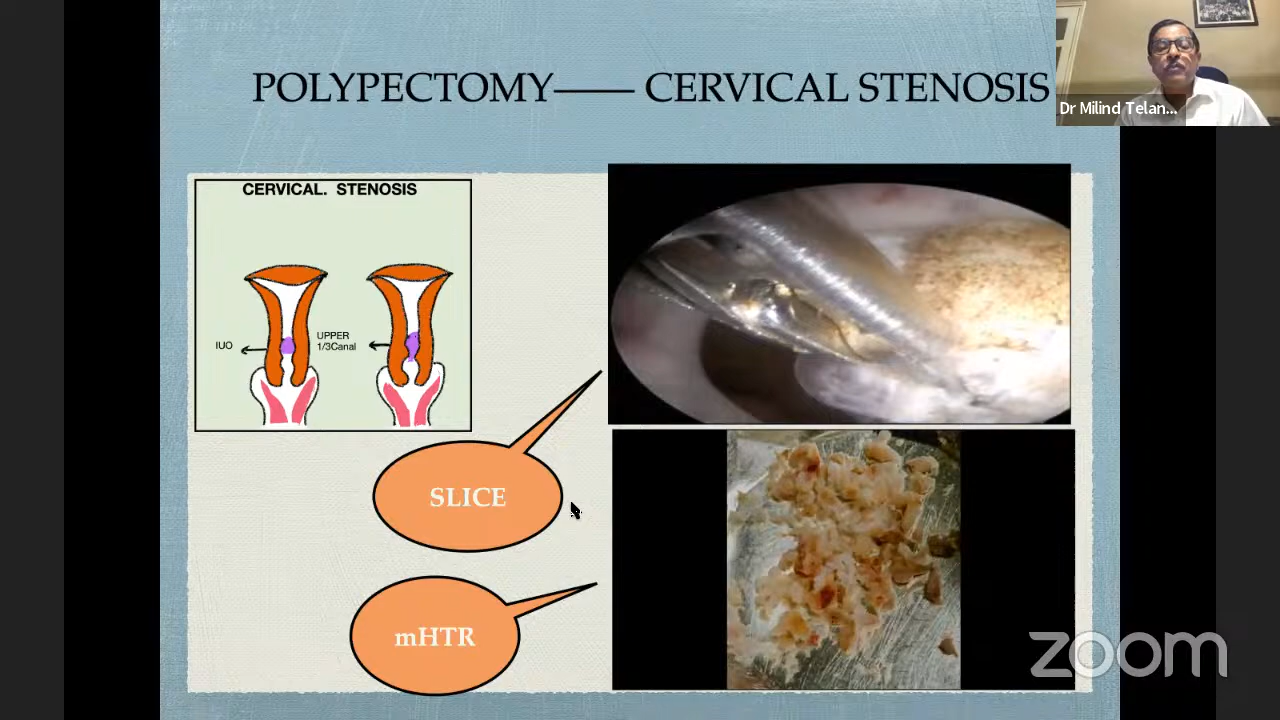 POLYPECTOMY—— CERVICAL STENOSIS
Dr Milind Telan...
CERVICAL. STENOSIS
IUO
UPPER
1/3Canal
SLICE
mHTR
zoom